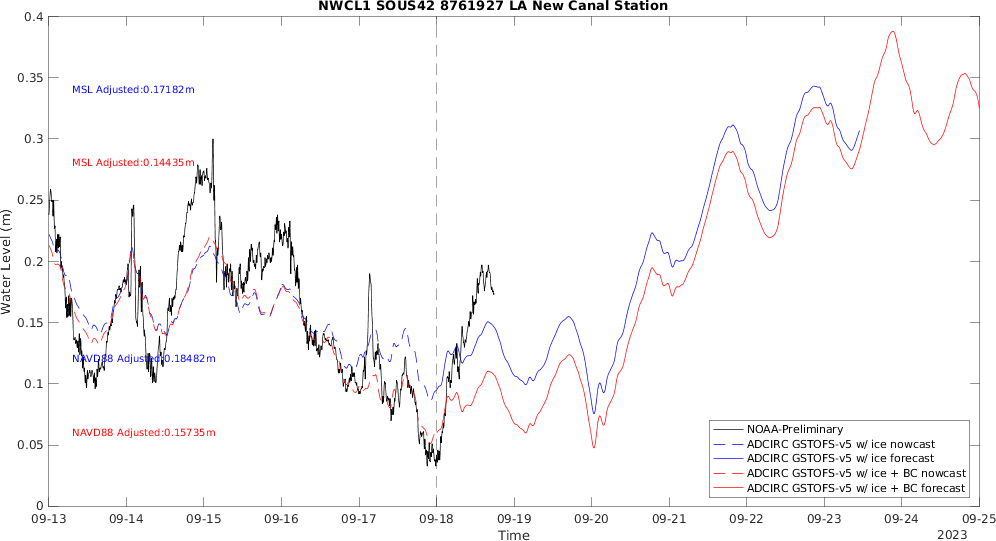 NWCL1 SOUS42 8761927 LA New Canal Station
0.4
0.35
0.3
0.25
0.2
0.15
0.1
0.05
0
Water Level (m)
MSL Adjusted:0.17182m
MSL Adjusted:0.14435m
NAVD88 Adjusted:0.18482m
NAVD88 Adjusted:0.15735m
NOAA-Preliminary
ADCIRC GSTOFS-v5 w/ ice nowcast
ADCIRC GSTOFS-v5 w/ ice forecast
ADCIRC GSTOFS-v5 w/ ice + BC nowcast
ADCIRC GSTOFS-v5 w/ ice + BC forecast
09-13 09-14 09-15 09-16 09-17 09-18 09-19 09-20 09-21 09-22 09-23 09-24 09-25
Time
2023